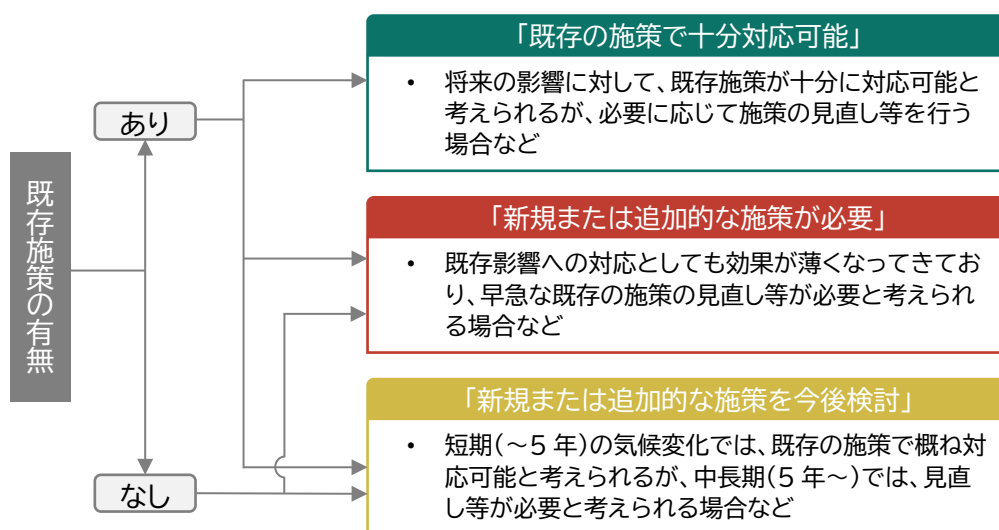 既存施策の有無
あり
なし
「既存の施策で十分対応可能」
• 将来の影響に対して、既存施策が十分に対応可能と
考えられるが、必要に応じて施策の見直し等を行う
場合など
「新規または追加的な施策が必要」
• 既存影響への対応としても効果が薄くなってきてお
り、早急な既存の施策の見直し等が必要と考えられ
る場合など
「新規または追加的な施策を今後検討」
• 短期(～5 年)の気候変化では、既存の施策で概ね対
応可能と考えられるが、中長期(5 年～)では、見直
し等が必要と考えられる場合など